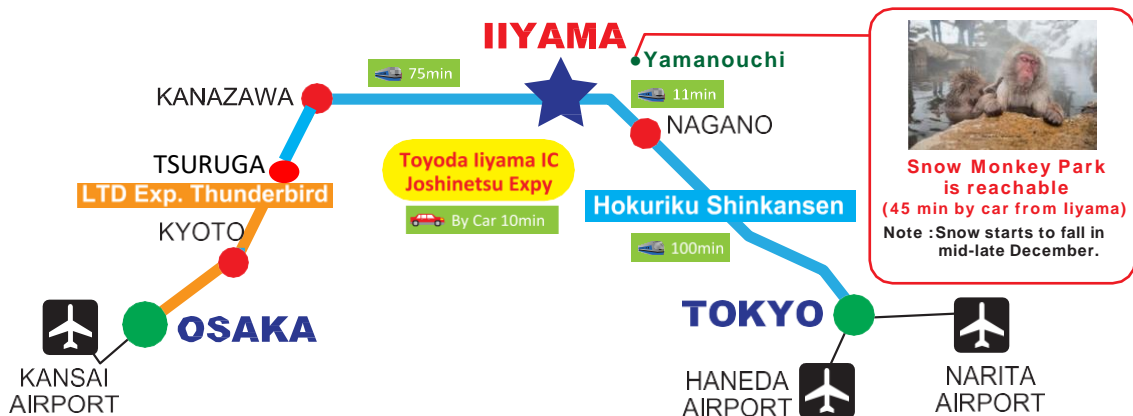 IIYAMA
Yamanouchi
75min
11min
KANAZAWA
NAGANO
TSURUGA
Toyoda Iiyama IC
Joshinetsu Expy
By Car 10min
LTD Exp. Thunderbird
Hokuriku Shinkansen
KYOTO
100min
OSAKA
TOKYO
KANSAI
AIRPORT
HANEDA
AIRPORT
NARITA
AIRPORT
Snow Monkey Park
is reachable
(45 min by car from Iiyama)
Note :Snow starts to fall in
mid-late December.